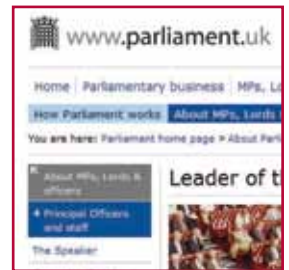 www.parliament.uk
Home Parliamentary business MPs, Lo
How Parliament works About MPs, Lords
You are here: Parliament home page > About Parl
About MPs, Lords &
officers
Principal Officers
and staff
Leader of t
The Speaker